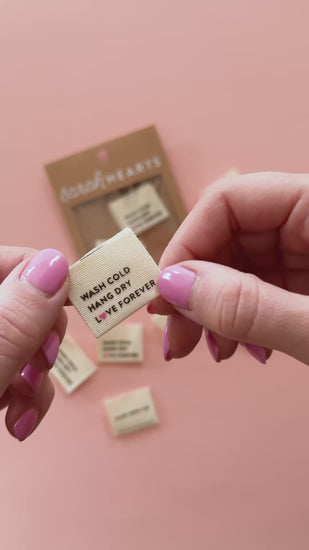 sarah HEARTS
WASH COLD
HANG DRY
L♥VE FOREVER